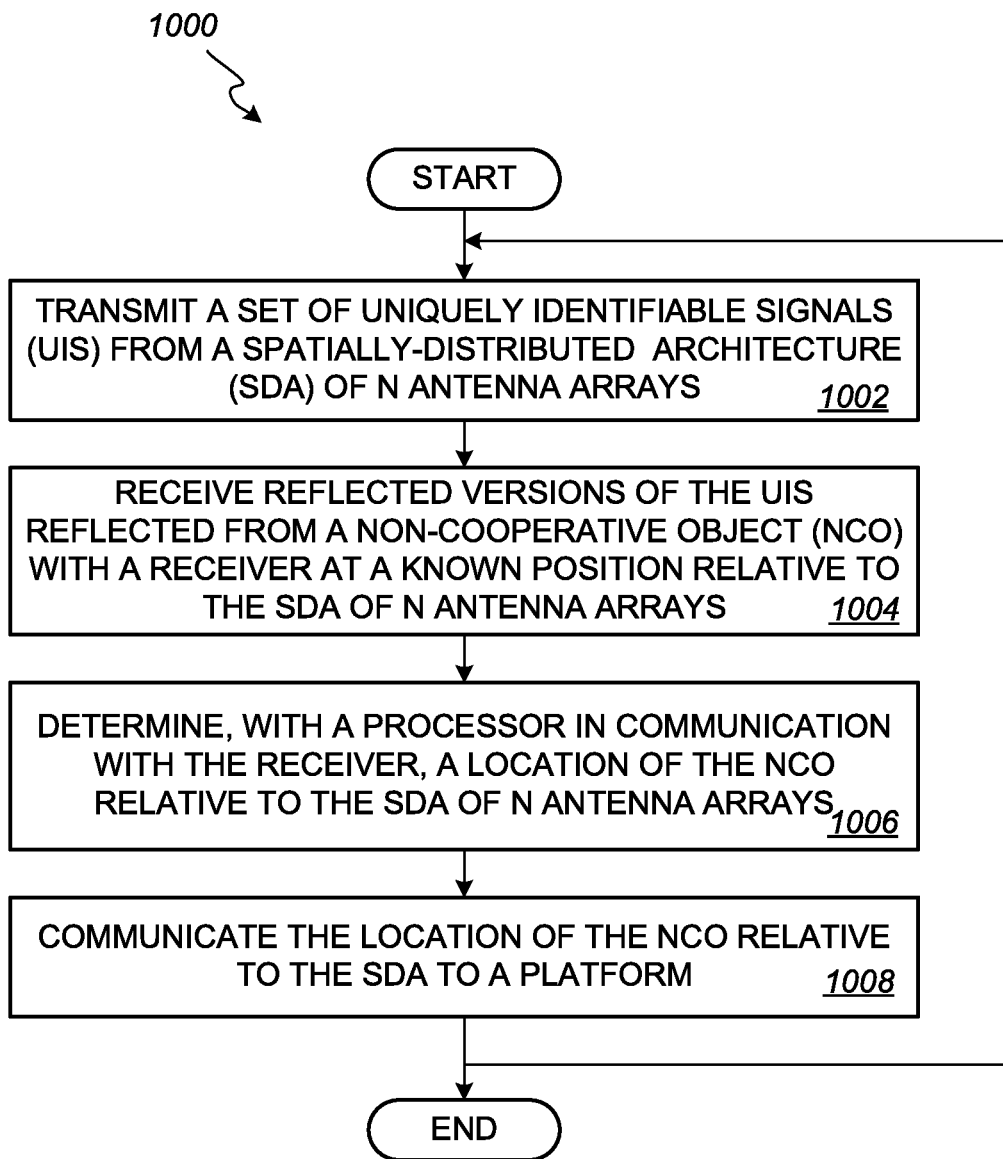 1000
START
TRANSMIT A SET OF UNIQUELY IDENTIFIABLE SIGNALS
(UIS) FROM A SPATIALLY-DISTRIBUTED ARCHITECTURE
(SDA) OF N ANTENNA ARRAYS
1002
RECEIVE REFLECTED VERSIONS OF THE UIS
REFLECTED FROM A NON-COOPERATIVE OBJECT (NCO)
WITH A RECEIVER AT A KNOWN POSITION RELATIVE TO
THE SDA OF N ANTENNA ARRAYS
1004
DETERMINE, WITH A PROCESSOR IN COMMUNICATION
WITH THE RECEIVER, A LOCATION OF THE NCO
RELATIVE TO THE SDA OF N ANTENNA ARRAYS
1006
COMMUNICATE THE LOCATION OF THE NCO RELATIVE
TO THE SDA TO A PLATFORM
1008
END